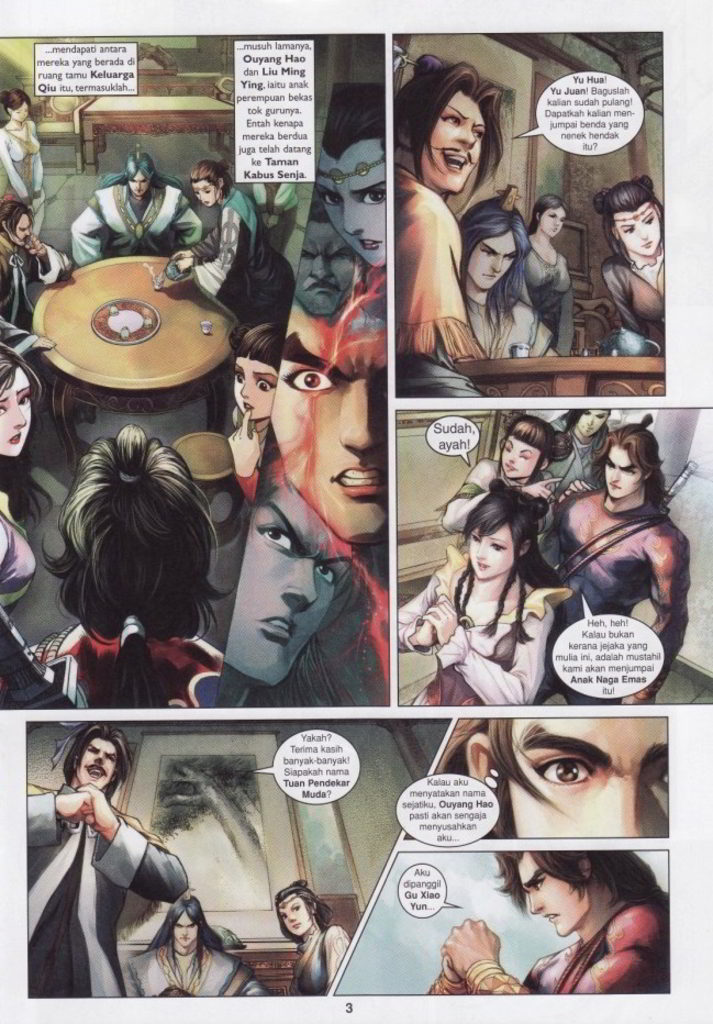 ...mendapati antara
mereka yang berada di
ruang tamu Keluarga
Qiu itu, termasuklah...
...musuh lamanya,
Ouyang Hao
dan Liu Ming
Ying, iaitu anak
perempuan bekas
tok gurunya.
Entah kenapa
mereka berdua
juga telah datang
ke Taman
Kabus Senja.
Yu Hua!
Yu Juan! Baguslah
kalian sudah pulang!
Dapatkah kalian men-
jumpai benda yang
nenek hendak
itu?
Sudah,
ayah!
Heh, heh!
Kalau bukan
kerana jejaka yang
mulia ini, adalah mustahil
kami akan menjumpai
Anak Naga Emas
itu!
Yakah?
Terima kasih
banyak-banyak!
Siapakah nama
Tuan Pendekar
Muda?
Kalau aku
menyatakan nama
sejatiku, Ouyang Hao
pasti akan sengaja
menyusahkan
aku...
Aku
dipanggil
Gu Xiao
Yun...
3